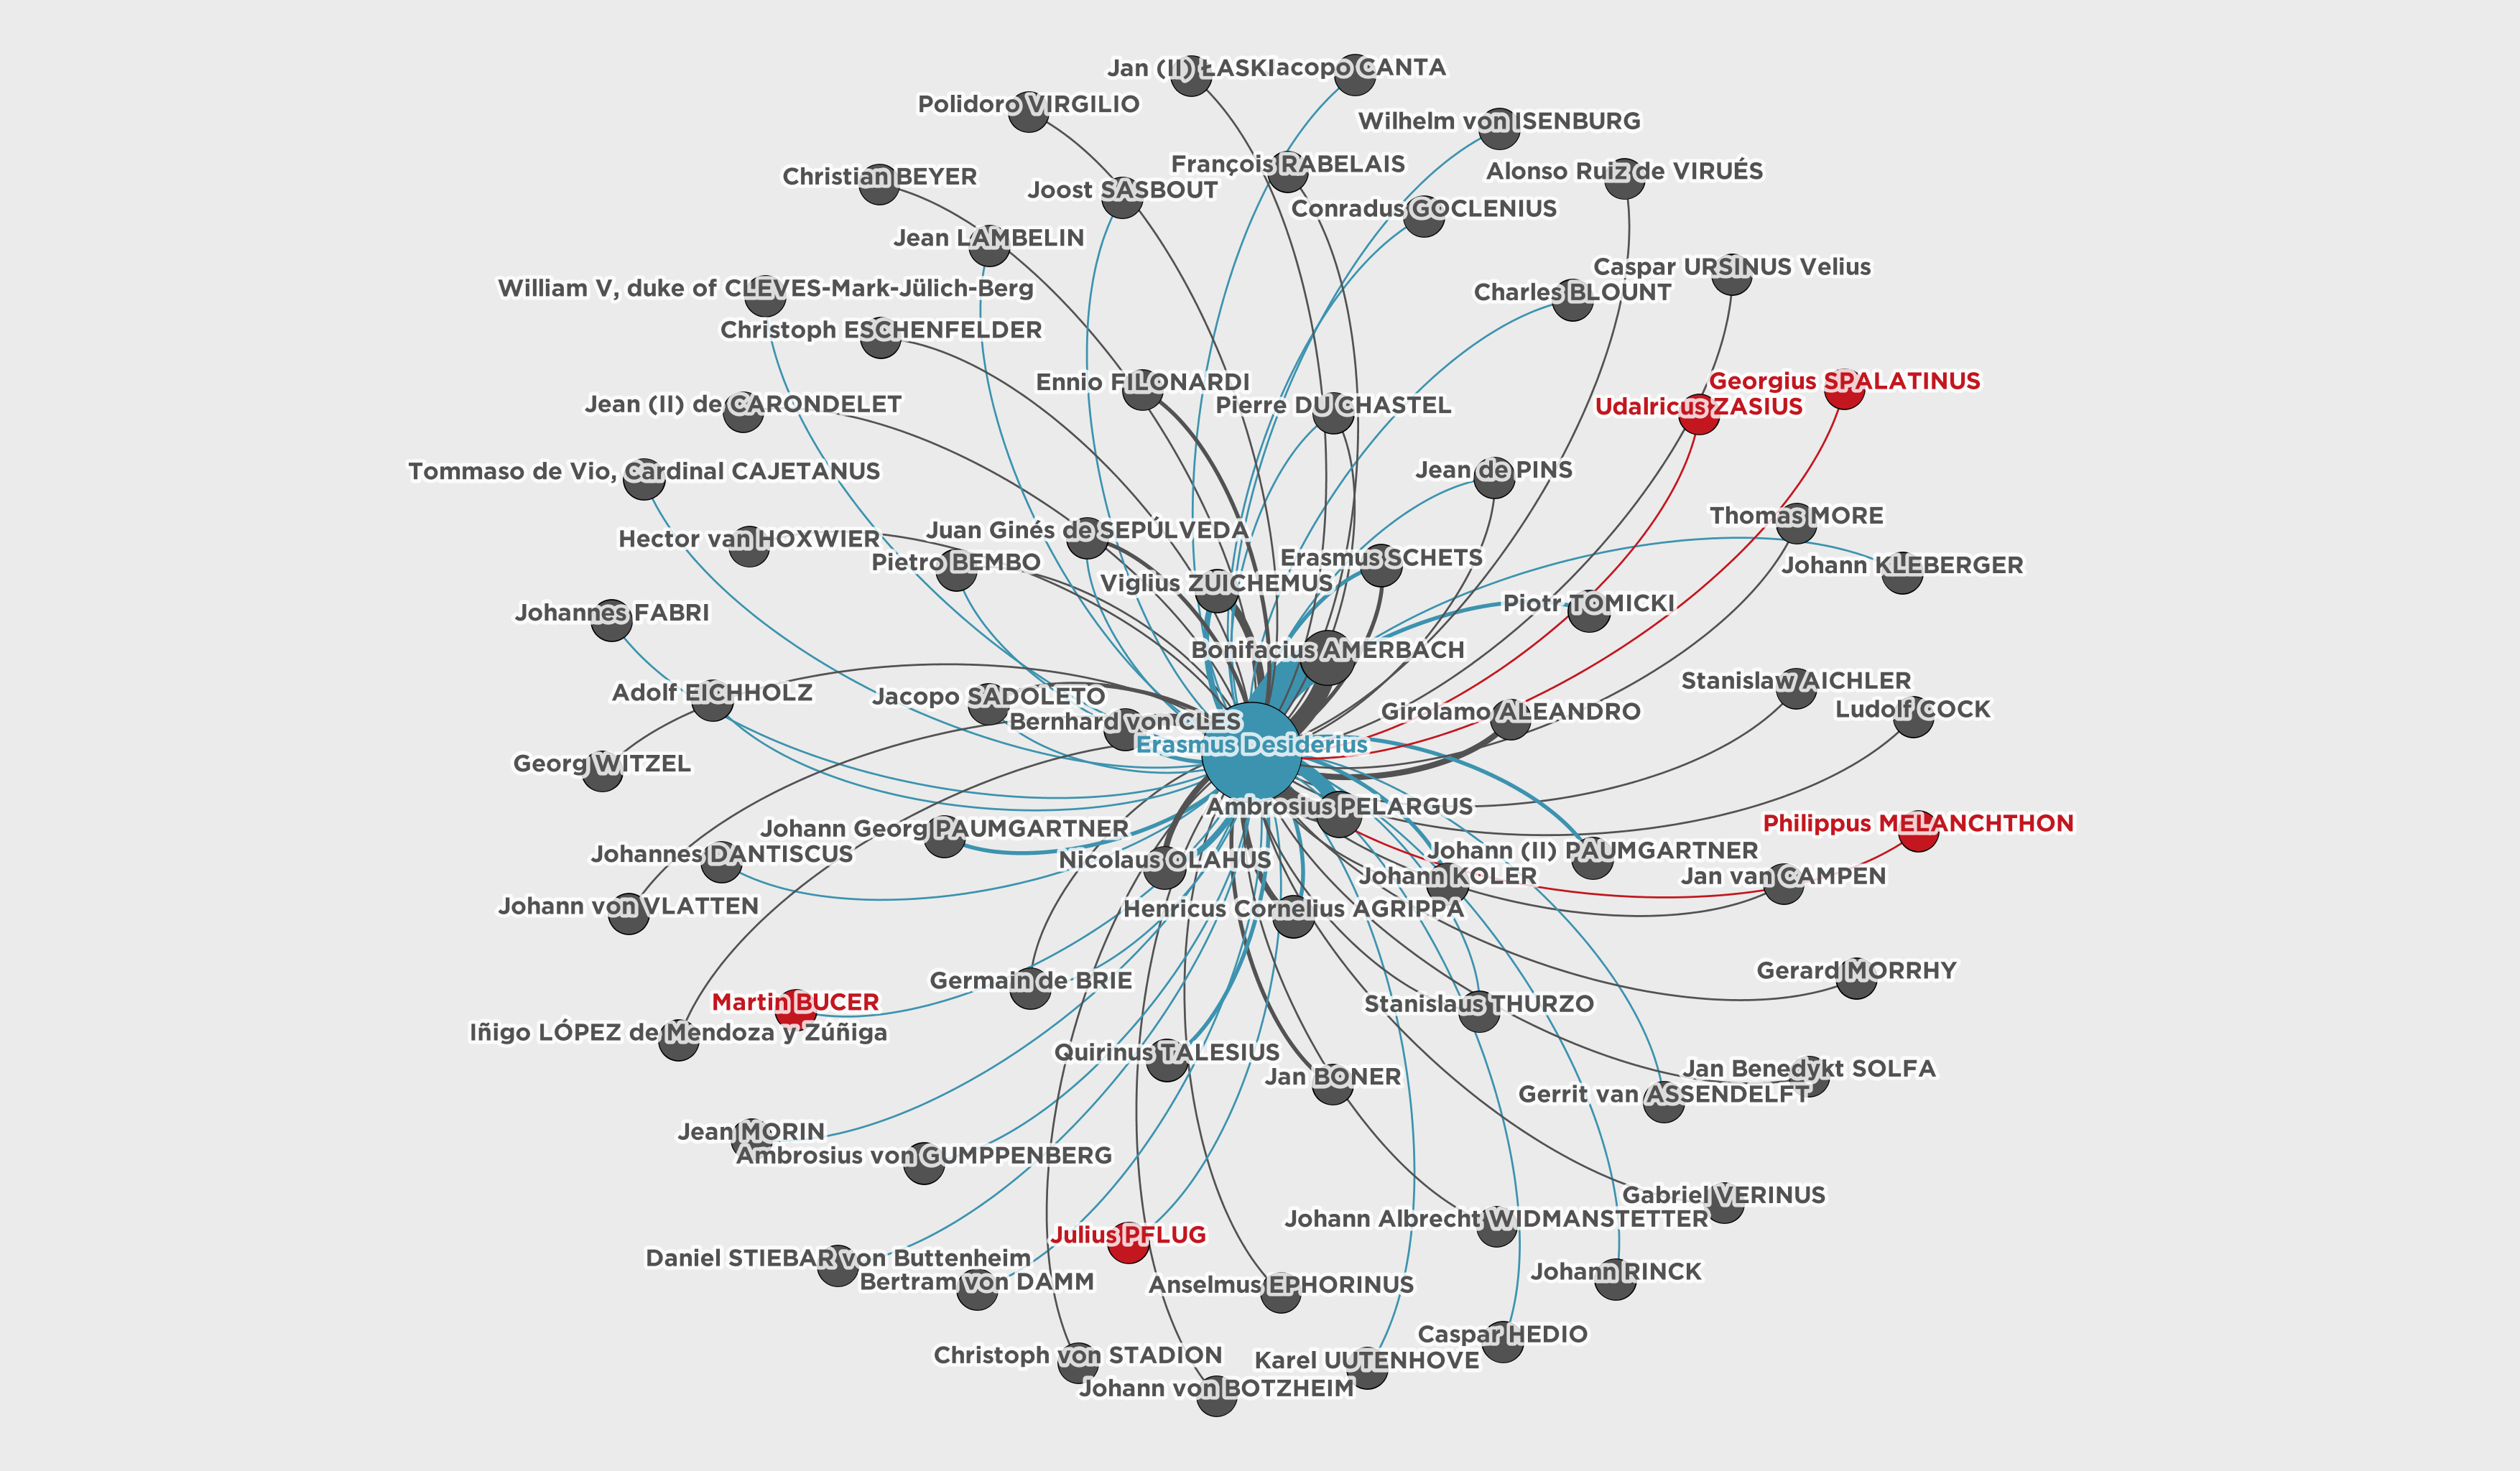 Jan (II) ŁASKI
acopo CANTA
Polidoro VIRGILIO
Wilhelm von ISENBURG
François RABELAIS
Alonso Ruiz de VIRUÉS
Christian BEYER
Joost SASBOUT
Conradus GOCLENIUS
Jean LAMBELIN
Caspar URSINUS Velius
William V, duke of CLEVES-Mark-Jülich-Berg
Charles BLOUNT
Christoph ESCHENFELDER
Ennio FILONARDI
Georgius SPALATINUS
Jean (II) de CARONDELET
Pierre DU CHASTEL
Udalricus ZASIUS
Tommaso de Vio, Cardinal CAJETANUS
Jean de PINS
Thomas MORE
Juan Ginés de SEPÚLVEDA
Hector van HOXWIER
Pietro BEMBO
Erasmus SCHETS
Johann KLEBERGER
Viglius ZUICHEMUS
Piotr TOMICKI
Johannes FABRI
Bonifacius AMERBACH
Stanislaw AICHLER
Adolf EICHHOLZ
Jacopo SADOLETO
Girolamo ALEANDRO
Ludolf COCK
Bernhard von CLES
Erasmus Desiderius
Georg WITZEL
Ambrosius PELARGUS
Philippus MELANCHTHON
Johann Georg PAUMGARTNER
Johannes DANTISCUS
Nicolaus OLAHUS
Johann (II) PAUMGARTNER
Johann KOLER
Jan van CAMPEN
Johann von VLATTEN
Henricus Cornelius AGRIPPA
Germain de BRIE
Gerard MORRHY
Martin BUCER
Stanislaus THURZO
Iñigo LÓPEZ de Mendoza y Zúñiga
Quirinus TALESIUS
Jan BONER
Jan Benedykt SOLFA
Gerrit van ASSENDELFT
Jean MORIN
Ambrosius von GUMPPENBERG
Gabriel VERINUS
Johann Albrecht WIDMANSTETTER
Julius PFLUG
Daniel STIEBAR von Buttenheim
Bertram von DAMM
Anselmus EPHORINUS
Johann RINCK
Caspar HEDIO
Christoph von STADION
Karel UUTENHOVE
Johann von BOTZHEIM